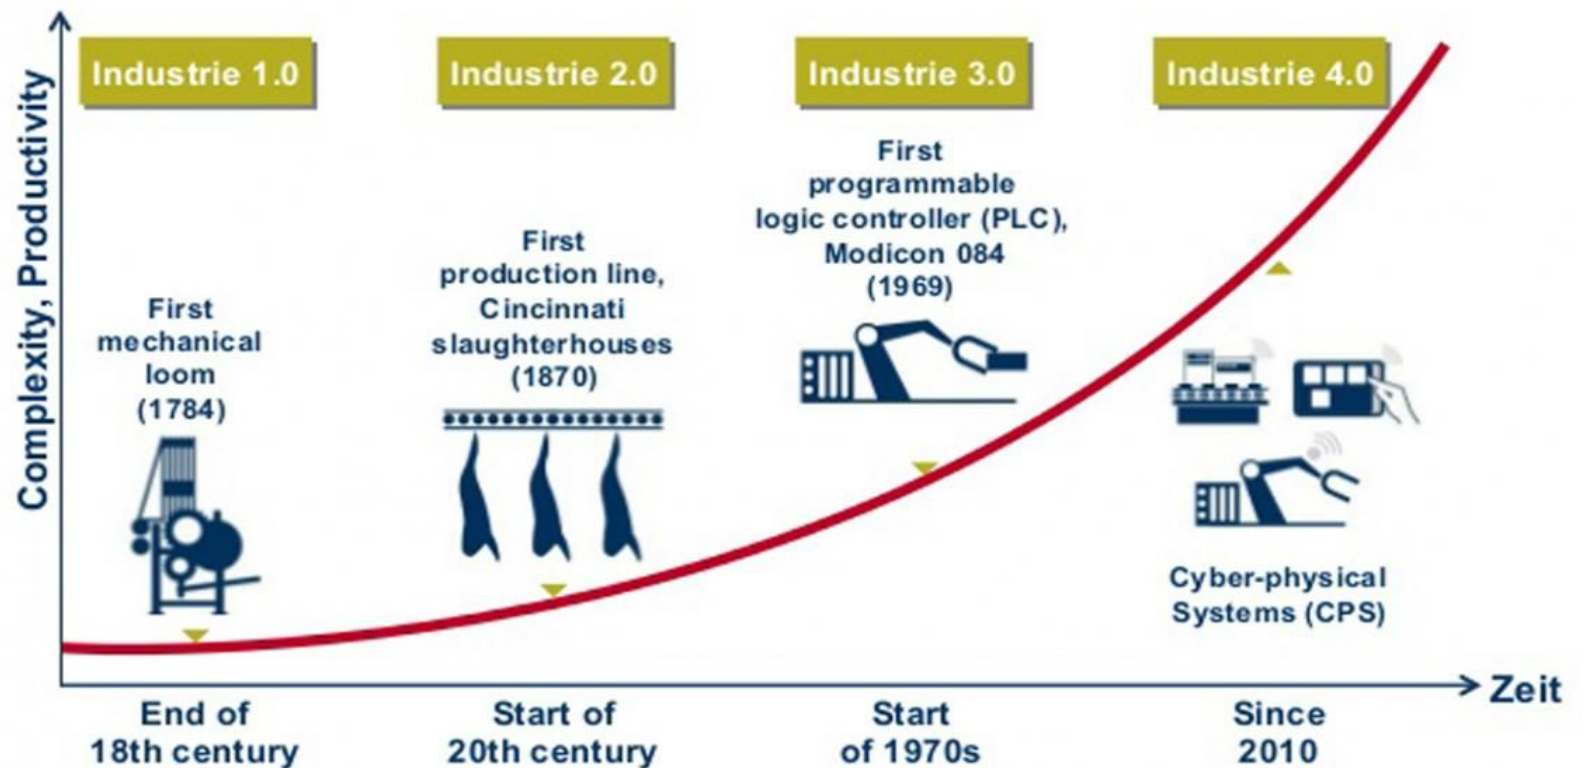 Complexity, Productivity
Industrie 1.0
Industrie 2.0
Industrie 3.0
Industrie 4.0
First
mechanical
loom
(1784)
First
production line,
Cincinnati
slaughterhouses
(1870)
First
programmable
logic controller (PLC),
Modicon 084
(1969)
Cyber-physical
Systems (CPS)
Zeit
End of
18th century
Start of
20th century
Start
of 1970s
Since
2010